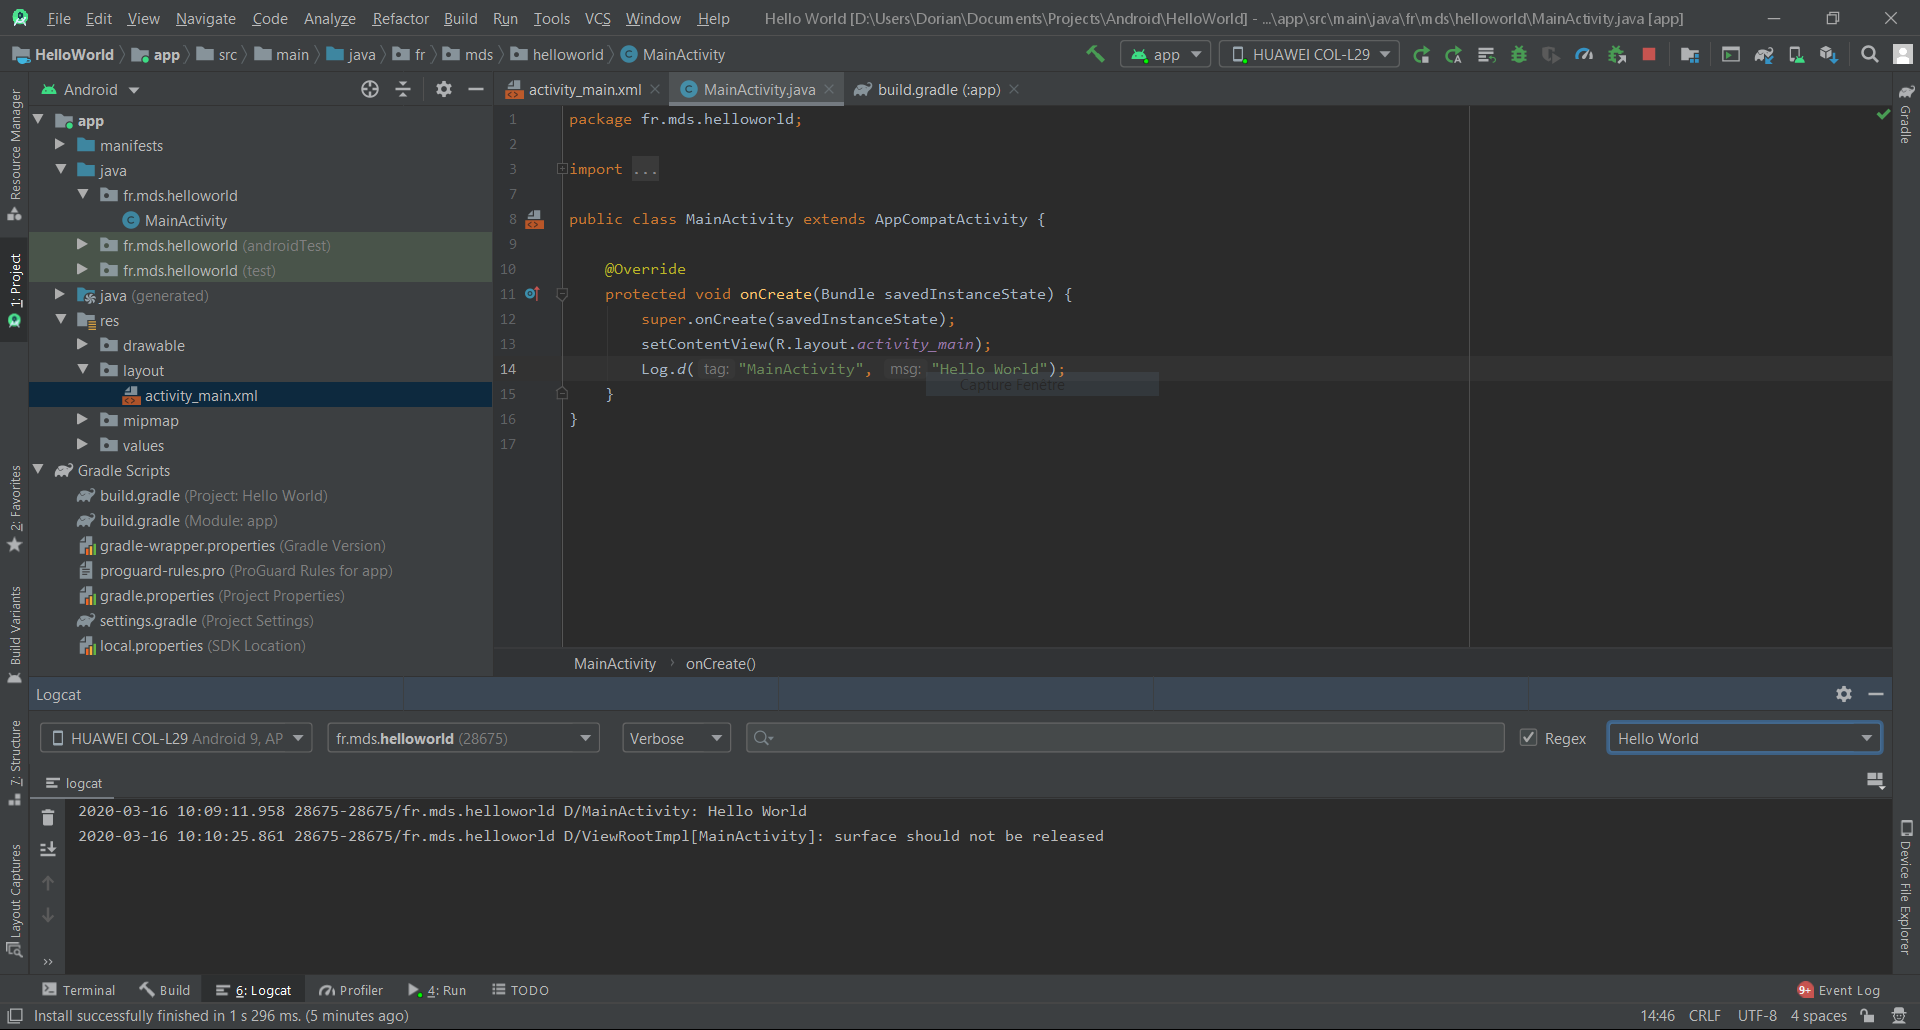 File Edit View Navigate Code Analyze Refactor Build Run Tools VCS Window Help Hello World [D:\Users\Dorian\Documents\Projects\Android\HelloWorld] - ...\app\src\main\java\fr\mds\helloworld\MainActivity.java [app]
HelloWorld app src main java fr mds helloworld MainActivity app HUAWEI COL-L29
Android
activity_main.xml MainActivity.java build.gradle (:app)
app
manifests
java
fr.mds.helloworld
MainActivity
fr.mds.helloworld (androidTest)
fr.mds.helloworld (test)
java (generated)
res
drawable
layout
activity_main.xml
mipmap
values
Gradle Scripts
build.gradle (Project: Hello World)
build.gradle (Module: app)
gradle-wrapper.properties (Gradle Version)
proguard-rules.pro (ProGuard Rules for app)
gradle.properties (Project Properties)
settings.gradle (Project Settings)
local.properties (SDK Location)
Resource Manager
1: Project
2: Favorites
Build Variants
7: Structure
Layout Captures
1 package fr.mds.helloworld;
2
3 import ...
7
8 public class MainActivity extends AppCompatActivity {
9
10 @Override
11 protected void onCreate(Bundle savedInstanceState) {
12 super.onCreate(savedInstanceState);
13 setContentView(R.layout.activity_main);
14 Log.d( tag: "MainActivity", msg: "Hello World");
Capture Fenêtre
15 }
16 }
17
MainActivity › onCreate()
Gradle
Device File Explorer
Logcat
HUAWEI COL-L29 Android 9, AP fr.mds.helloworld (28675) Verbose Regex Hello World
logcat
2020-03-16 10:09:11.958 28675-28675/fr.mds.helloworld D/MainActivity: Hello World
2020-03-16 10:10:25.861 28675-28675/fr.mds.helloworld D/ViewRootImpl[MainActivity]: surface should not be released
Terminal Build 6: Logcat Profiler 4: Run TODO 9+ Event Log
Install successfully finished in 1 s 296 ms. (5 minutes ago) 14:46 CRLF UTF-8 4 spaces